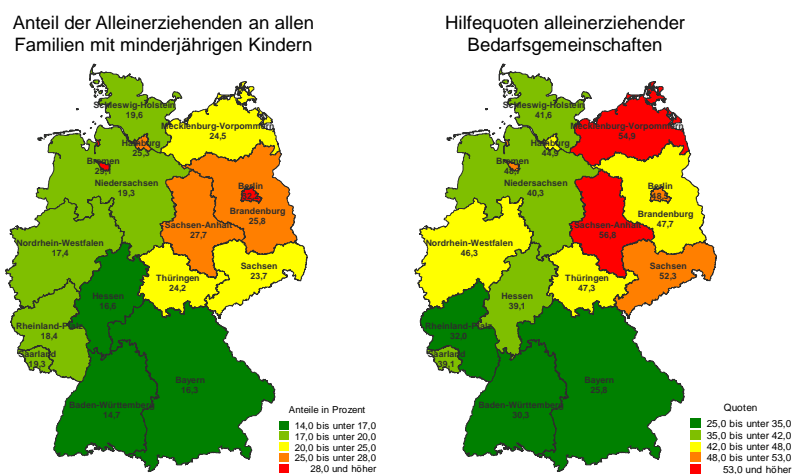 Anteil der Alleinerziehenden an allen
Familien mit minderjährigen Kindern
Schleswig-Holstein
19,6
Mecklenburg-Vorpommern
24,5
Hamburg
25,3
Bremen
Niedersachsen
19,3
Berlin
Brandenburg
25,8
Sachsen-Anhalt
27,7
Nordrhein-Westfalen
17,4
Sachsen
23,7
Thüringen
24,2
Hessen
16,6
Rheinland-Pfalz
18,4
Saarland
19,3
Bayern
16,3
Baden-Württemberg
14,7
Anteile in Prozent
14,0 bis unter 17,0
17,0 bis unter 20,0
20,0 bis unter 25,0
25,0 bis unter 28,0
28,0 und höher
Hilfequoten alleinerziehender
Bedarfsgemeinschaften
Schleswig-Holstein
41,6
Mecklenburg-Vorpommern
54,9
Hamburg
44,9
Bremen
Niedersachsen
40,3
Berlin
Brandenburg
47,7
Sachsen-Anhalt
56,8
Nordrhein-Westfalen
46,3
Sachsen
52,3
Thüringen
47,3
Hessen
39,1
Rheinland-Pfalz
32,0
Saarland
39,1
Bayern
25,6
Baden-Württemberg
30,3
Quoten
25,0 bis unter 35,0
35,0 bis unter 42,0
42,0 bis unter 48,0
48,0 bis unter 53,0
53,0 und höher